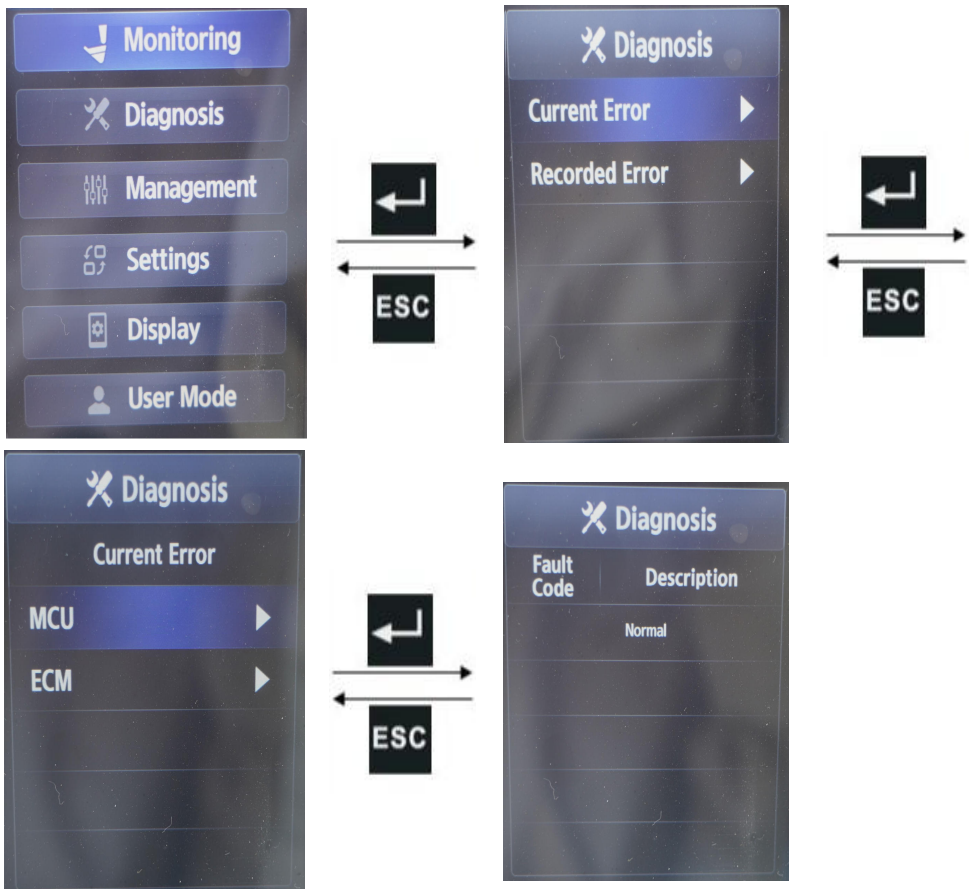 Monitoring
Diagnosis
Management
Settings
Display
User Mode
ESC
Diagnosis
Current Error
Recorded Error
ESC
Diagnosis
Current Error
MCU
ECM
ESC
Diagnosis
Fault
Code
Description
Normal